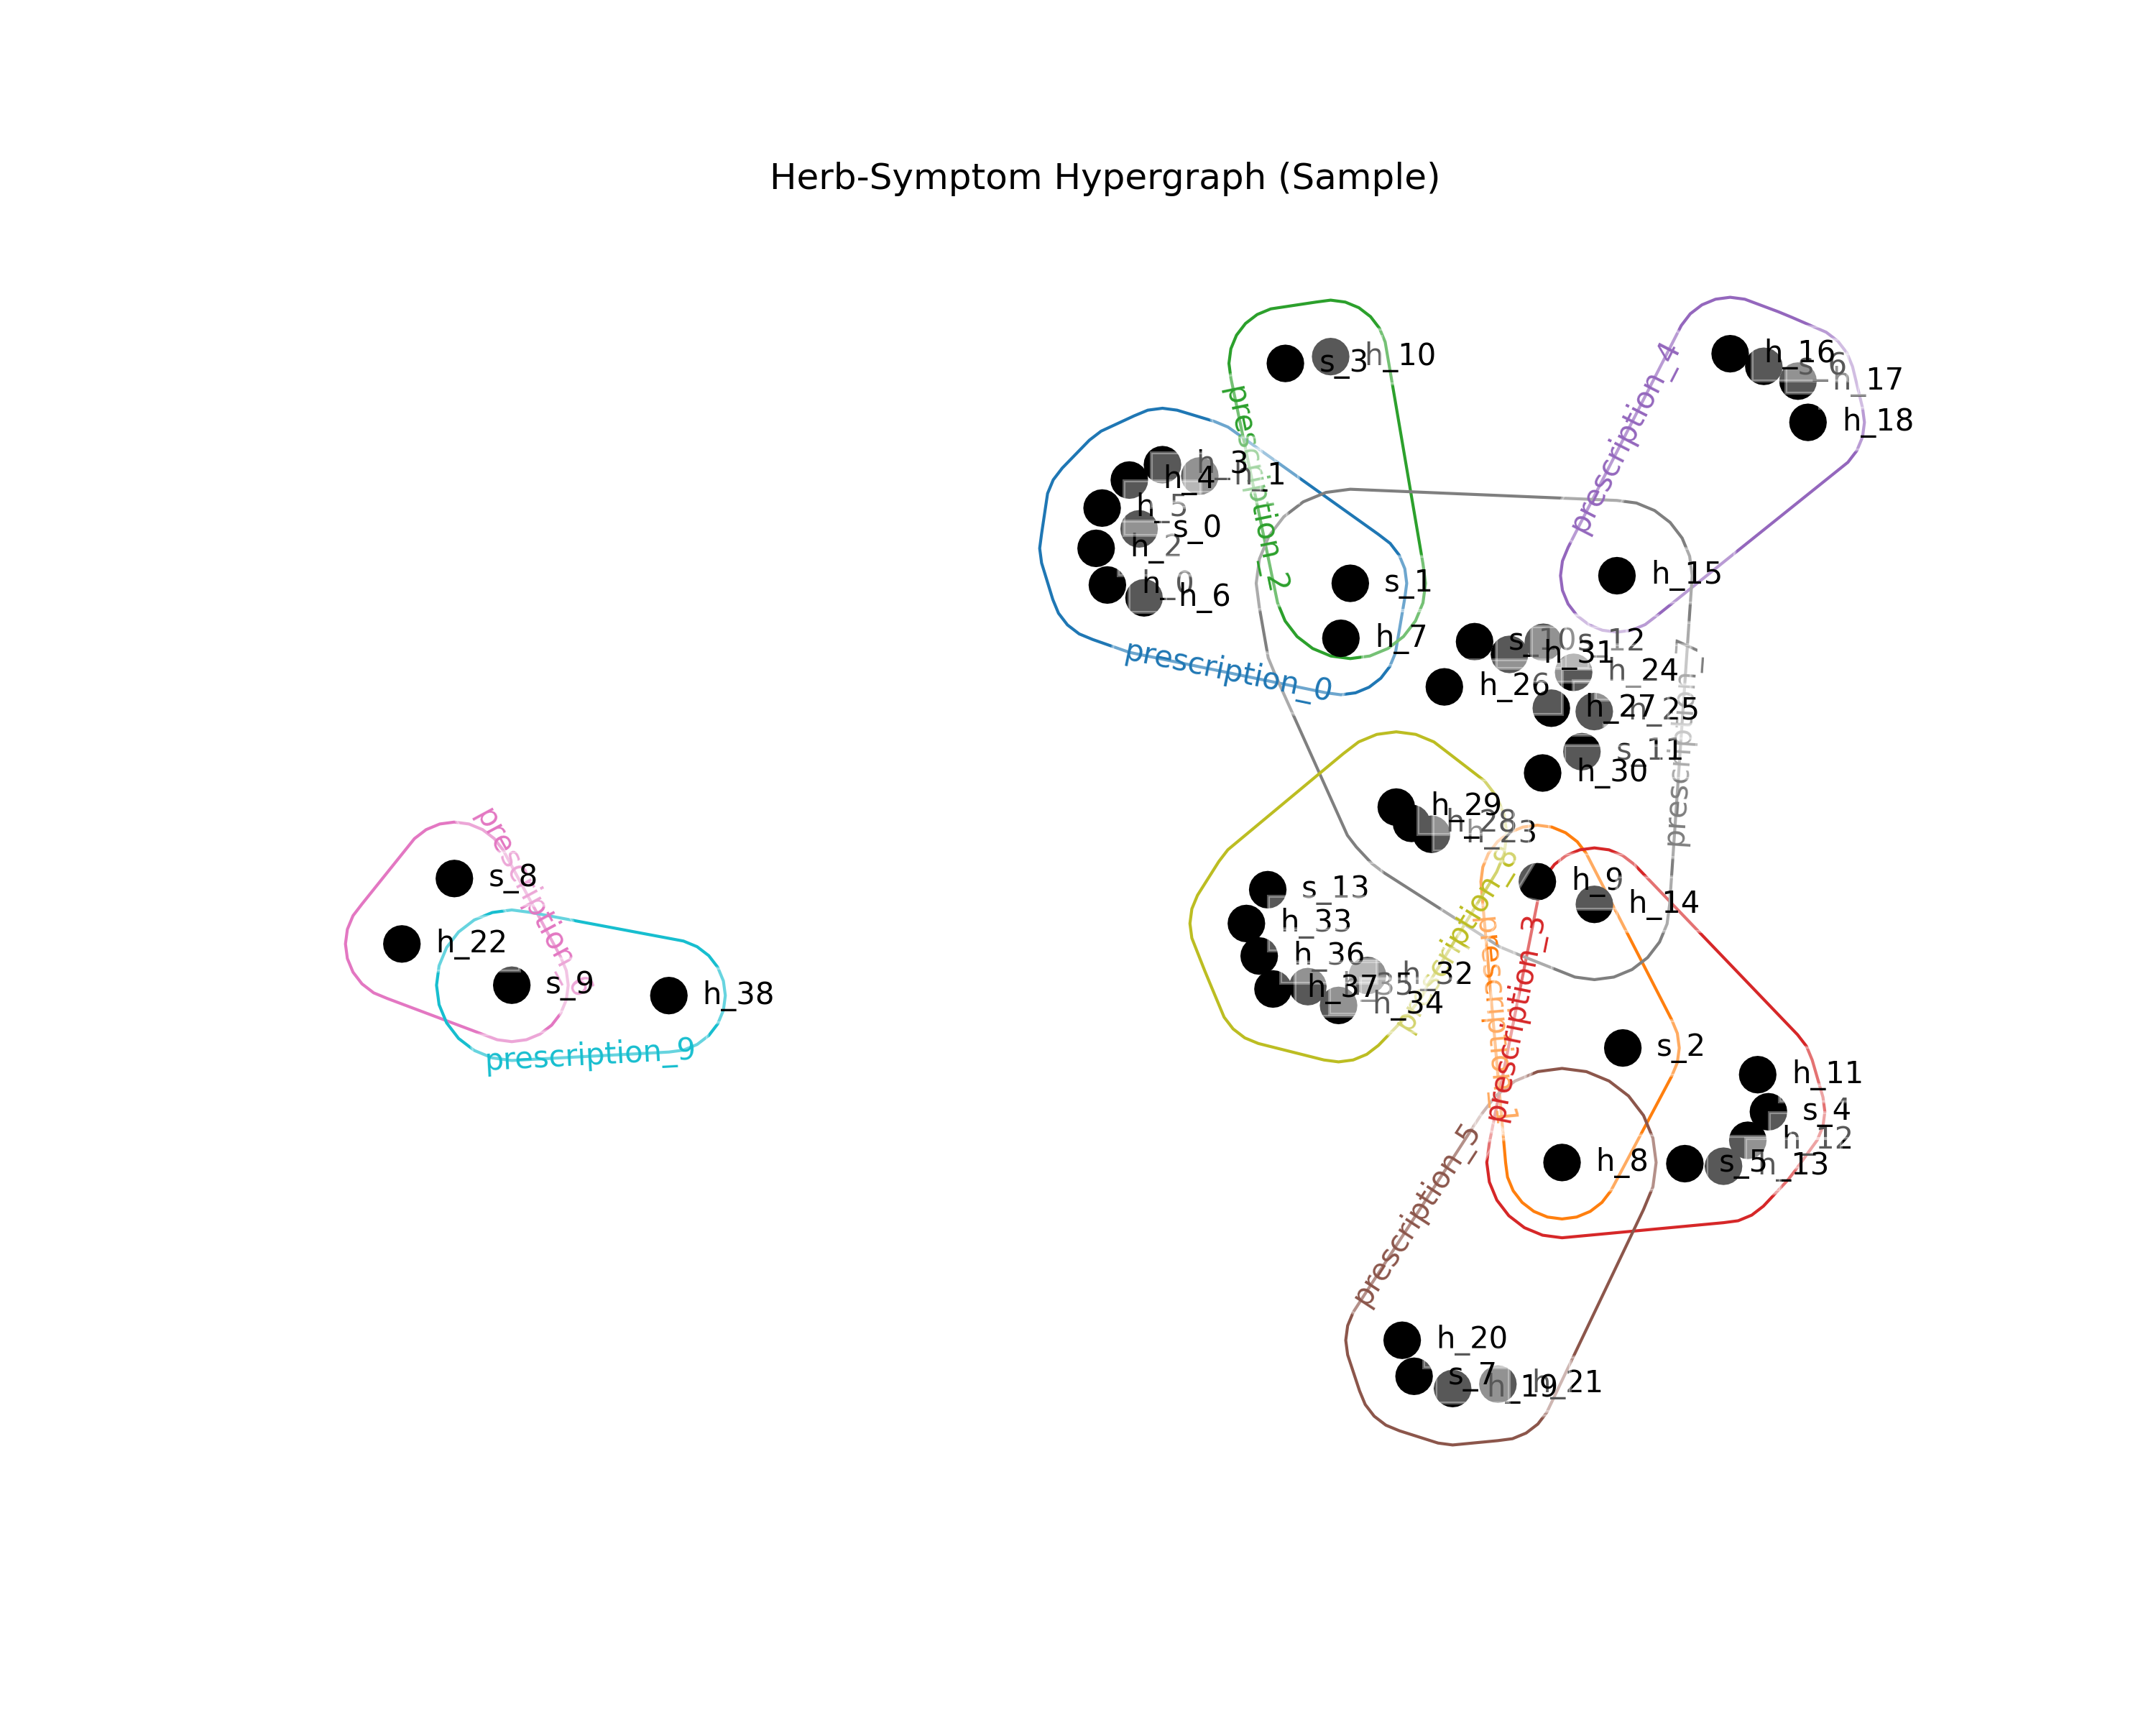 Herb-Symptom Hypergraph (Sample)
s_3
h_10
prescription_4
h_16
s_6
h_17
h_18
prescription_2
h_3
h_4
h_1
h_5
s_0
h_2
h_0
h_6
prescription_0
s_1
h_7
h_15
s_10
s_12
h_31
h_24
h_26
h_27
h_25
s_11
h_30
prescription_7
h_29
h_28
h_23
h_9
h_14
s_13
h_33
h_36
h_37
h_35
h_32
h_34
prescription_8
prescription_1
prescription_3
s_8
h_22
s_9
h_38
prescription_6
prescription_9
s_2
h_11
s_4
h_12
s_5
h_13
h_8
prescription_5
h_20
s_7
h_19
h_21